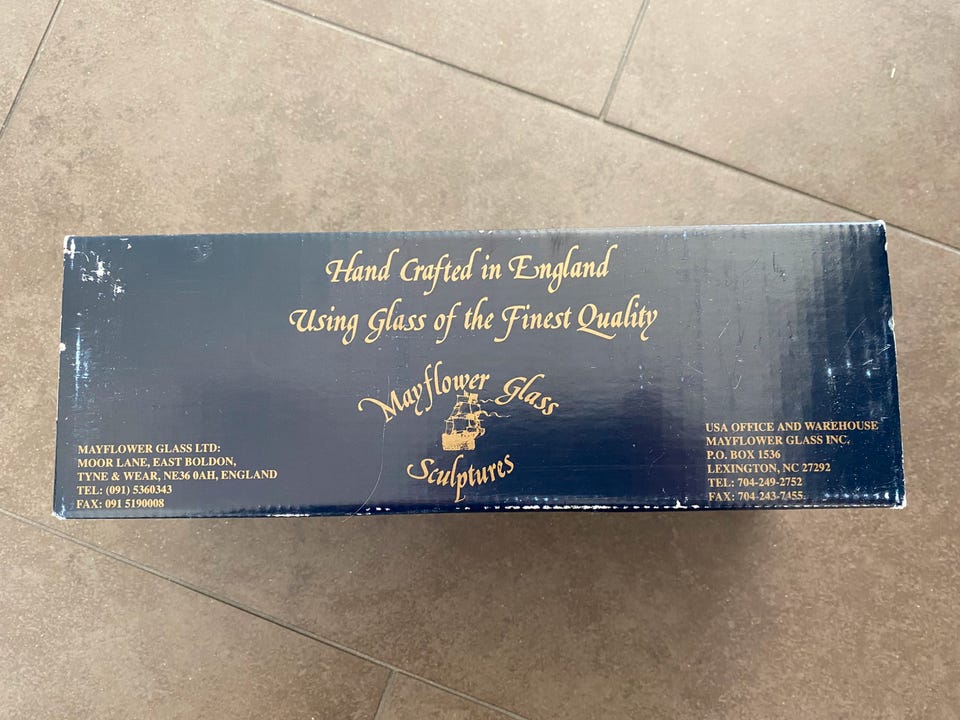 Hand Crafted in England
Using Glass of the Finest Quality
Mayflower Glass
Sculptures
MAYFLOWER GLASS LTD:
MOOR LANE, EAST BOLDON,
TYNE & WEAR, NE36 0AH, ENGLAND
TEL: (091) 5360343
FAX: 091 5190008
USA OFFICE AND WAREHOUSE
MAYFLOWER GLASS INC.
P.O. BOX 1536
LEXINGTON, NC 27292
TEL: 704-249-2752
FAX: 704-243-7455.